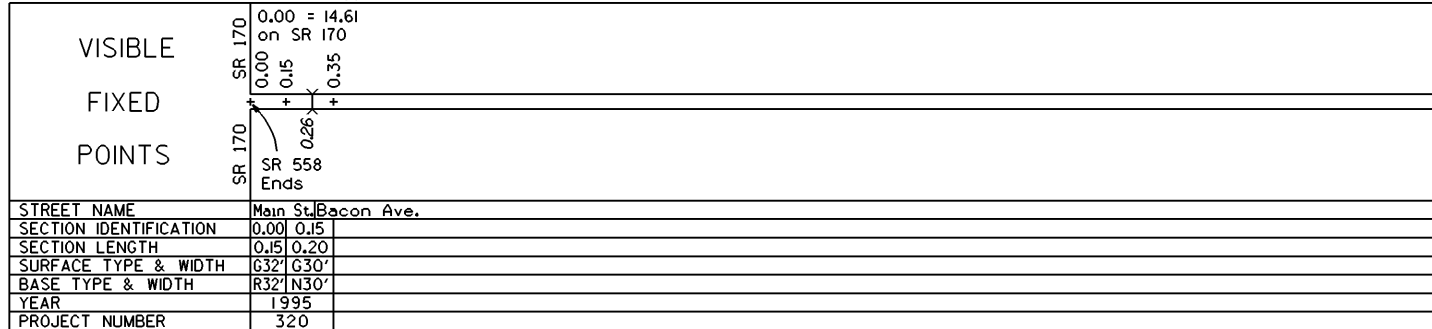 VISIBLE
FIXED
POINTS
SR 170
0.00 = 14.61
on SR 170
0.00
0.15
0.35
0.26
SR 170
SR 558
Ends
STREET NAME Main St. Bacon Ave.
SECTION IDENTIFICATION 0.00 0.15
SECTION LENGTH 0.15 0.20
SURFACE TYPE & WIDTH G32' G30'
BASE TYPE & WIDTH R32' N30'
YEAR 1995
PROJECT NUMBER 320